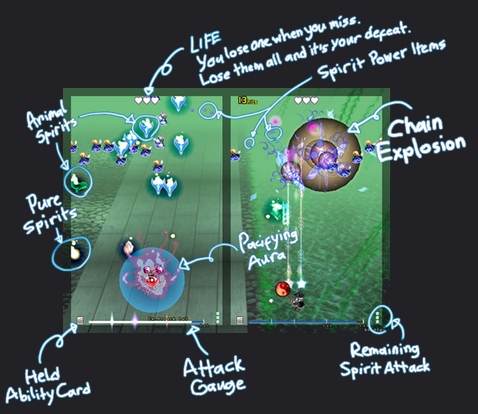 LIFE
You lose one when you miss.
Lose them all and it's your defeat.
Spirit Power Items
Animal
Spirits
Chain
Explosion
Pure
Spirits
Pacifying
Aura
Held
Ability Card
Attack
Gauge
Remaining
Spirit Attack